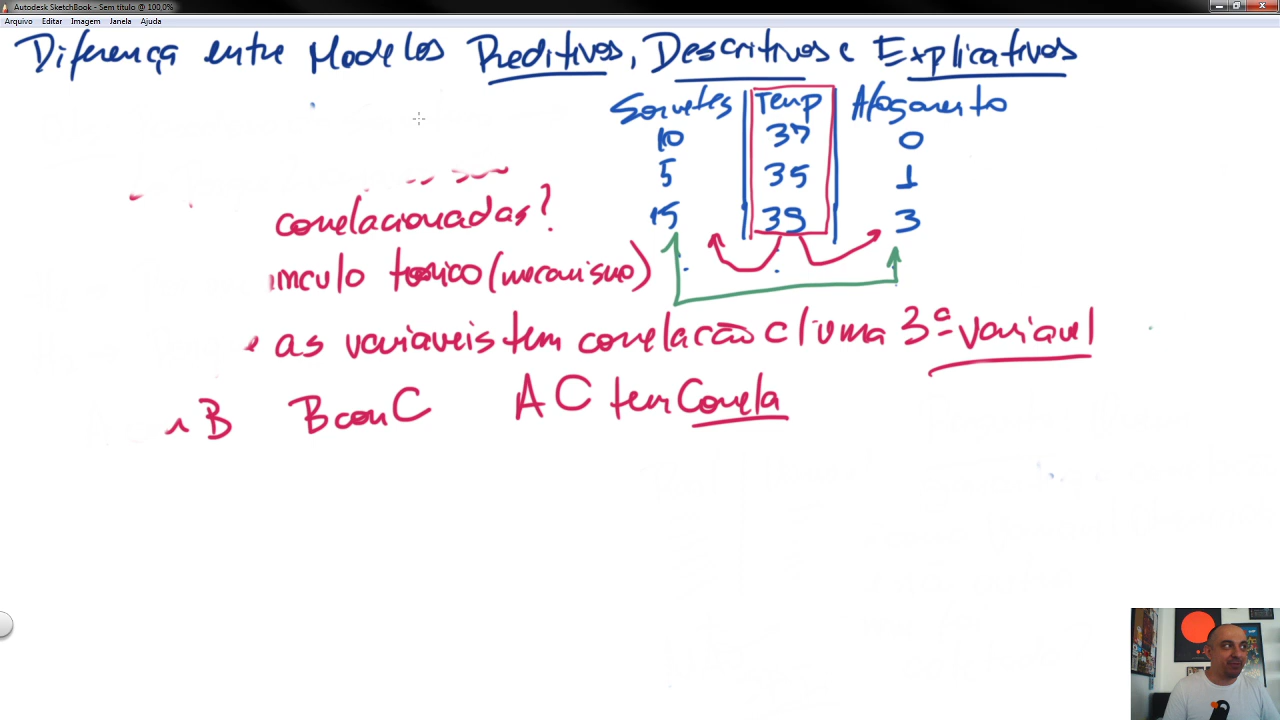 Autodesk SketchBook - Sem título @ 100,0%
Arquivo Editar Imagem Janela Ajuda
Diferença entre Modelos Preditivos, Descritivos e Explicativos
Sorvetes Temp Afogamento
10 37 0
5 35 1
15 39 3
correlacionadas?
ínculo teórico (mecanismo)
as variaveis tem correlação c/ uma 3ª variavel
B B com C A C tem Correla